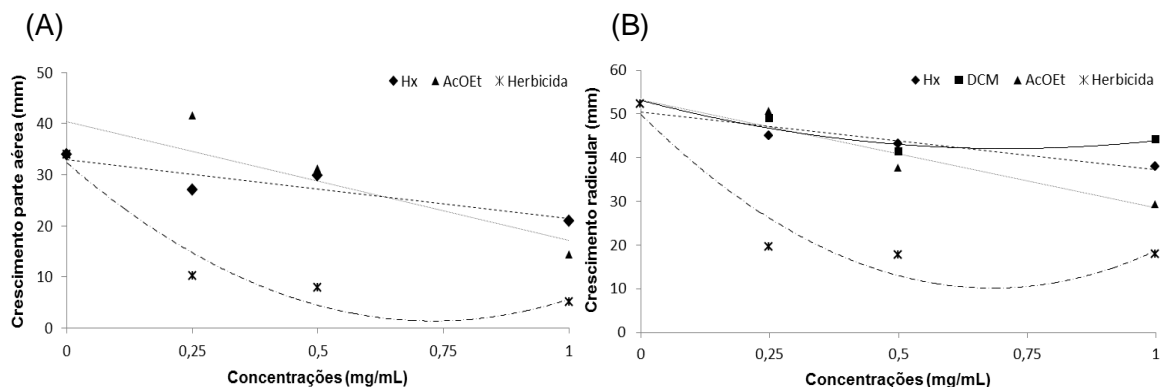 (A)
Crescimento parte aérea (mm)
50
40
30
20
10
0
Hx AcOEt Herbicida
0 0,25 0,5 0,75 1
Concentrações (mg/mL)
(B)
Crescimento radicular (mm)
60
50
40
30
20
10
0
Hx DCM AcOEt Herbicida
0 0,25 0,5 0,75 1
Concentrações (mg/mL)